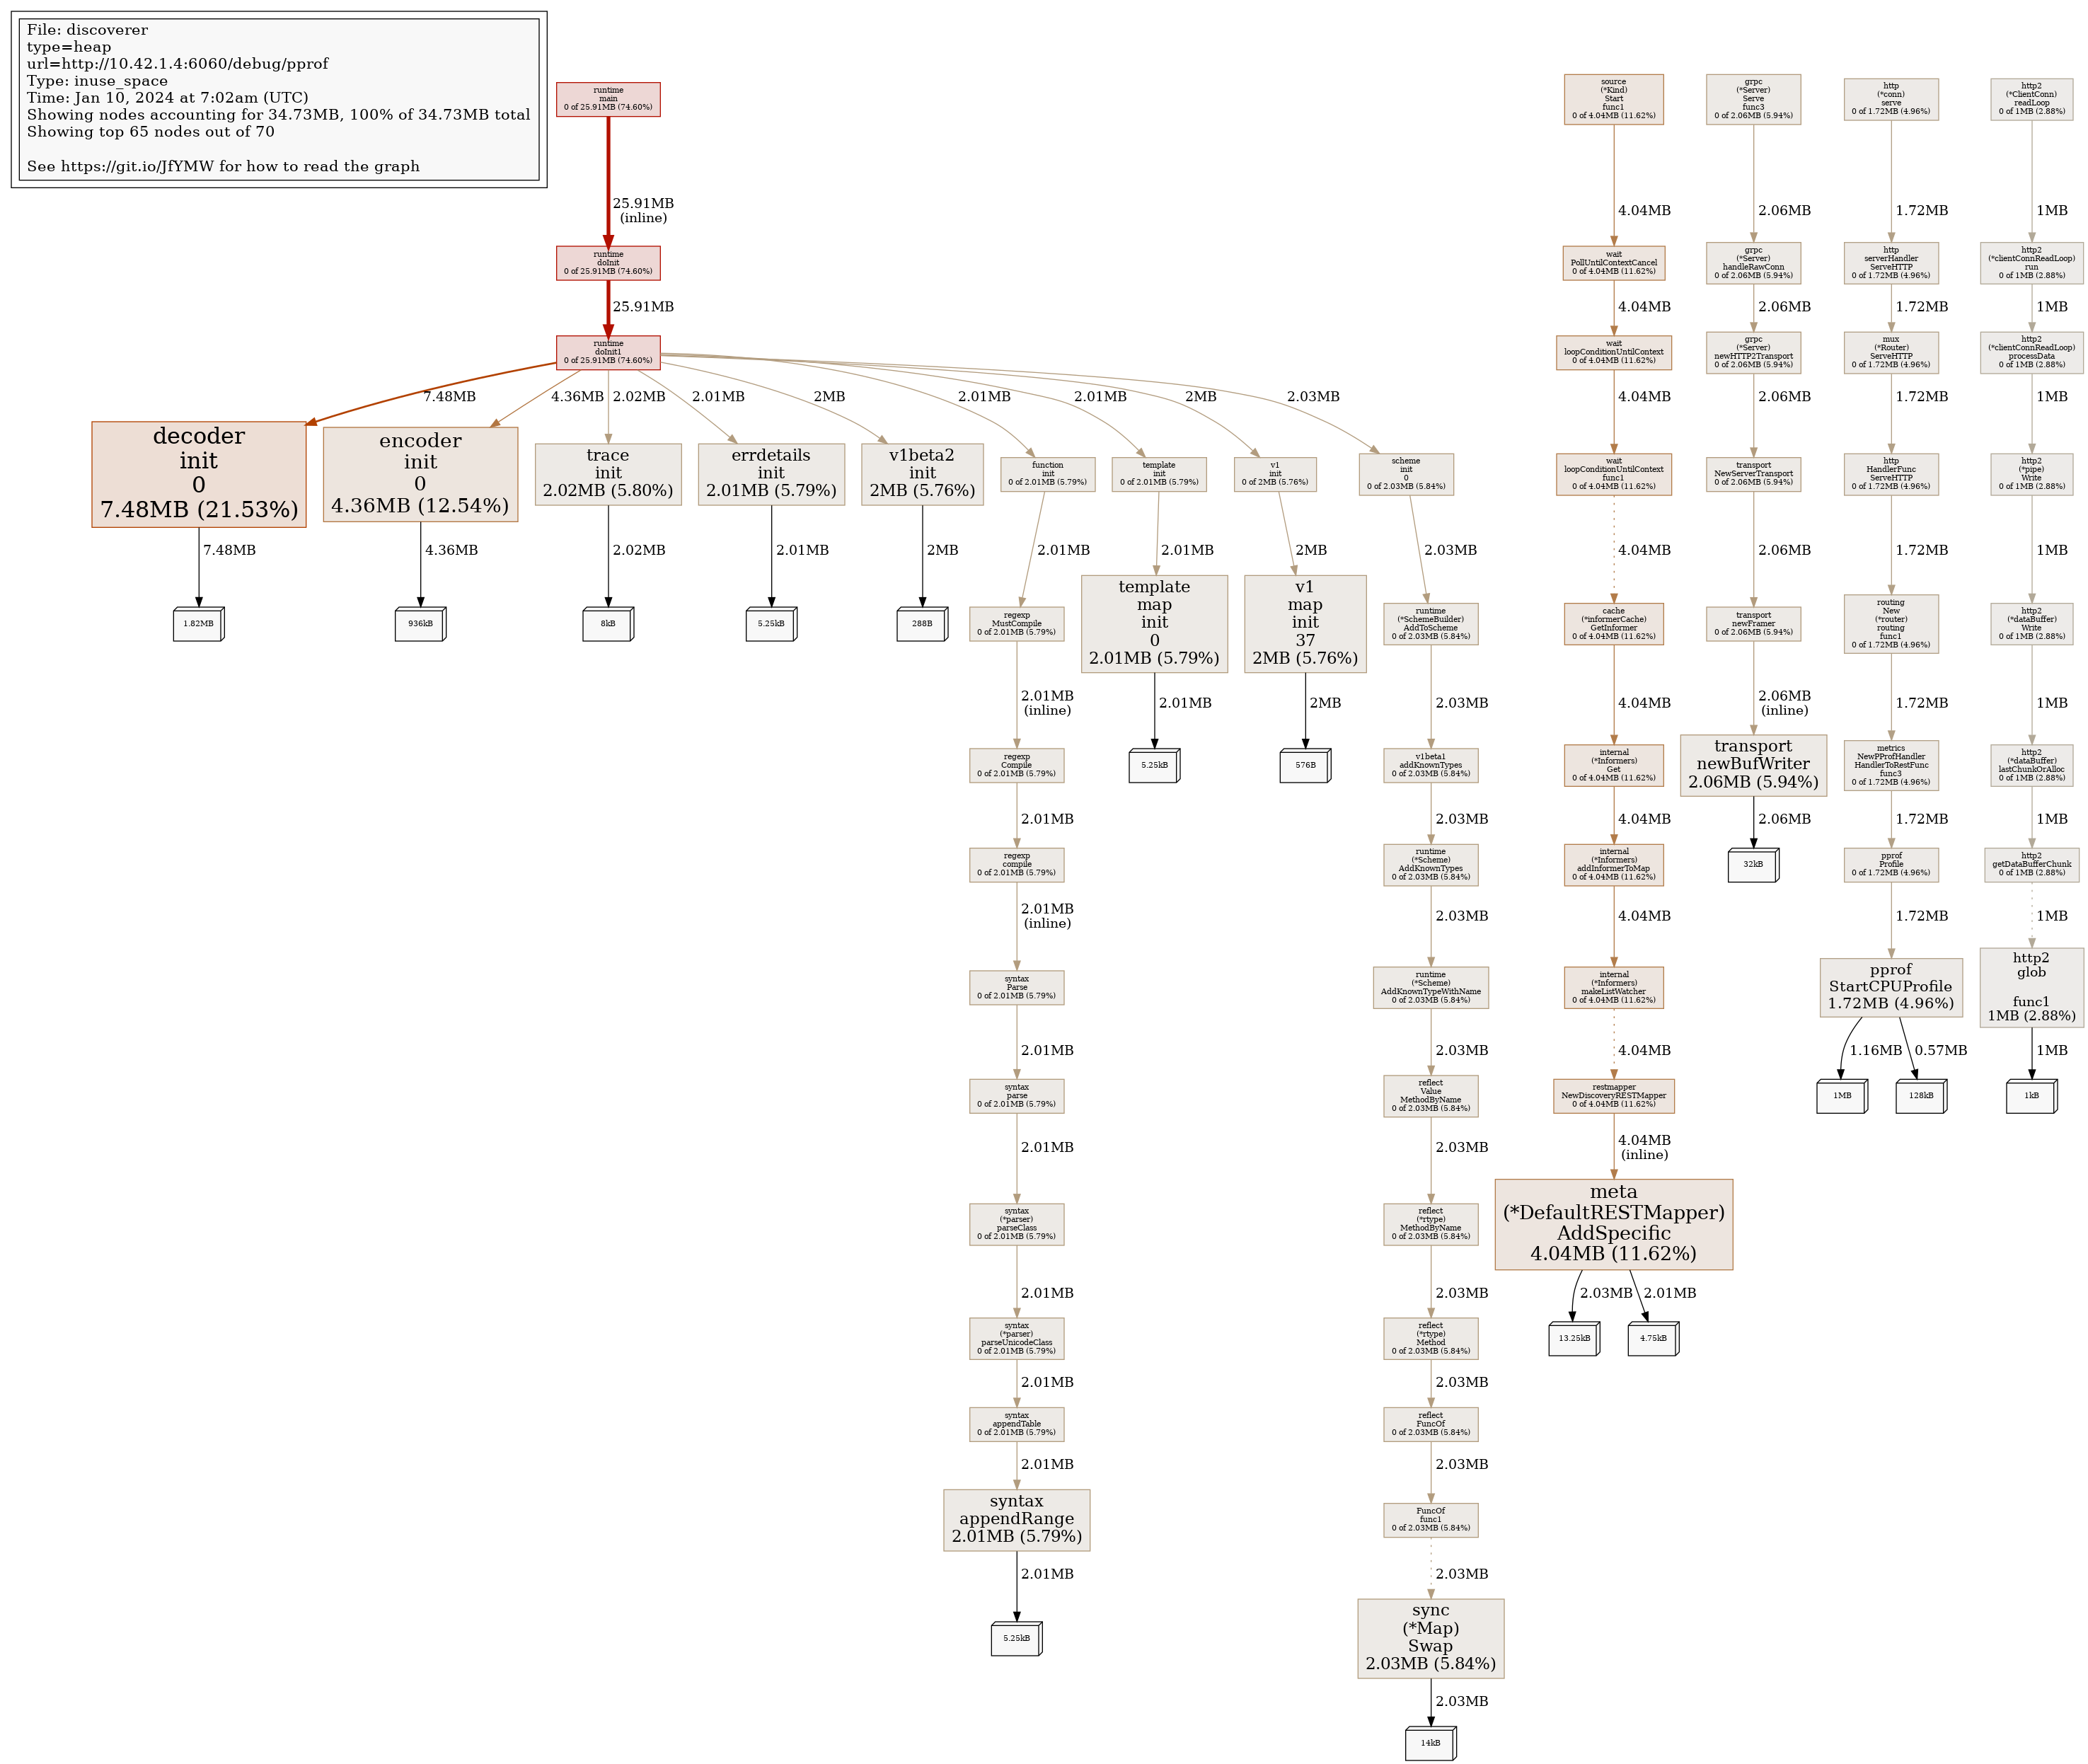 File: discoverer
type=heap
url=http://10.42.1.4:6060/debug/pprof
Type: inuse_space
Time: Jan 10, 2024 at 7:02am (UTC)
Showing nodes accounting for 34.73MB, 100% of 34.73MB total
Showing top 65 nodes out of 70
See https://git.io/JfYMW for how to read the graph
runtime
main
0 of 25.91MB (74.60%)
25.91MB
(inline)
runtime
doInit
0 of 25.91MB (74.60%)
25.91MB
runtime
doInit1
0 of 25.91MB (74.60%)
7.48MB
4.36MB
2.02MB
2.01MB
2MB
2.01MB
2.01MB
2MB
2.03MB
decoder
init
0
7.48MB (21.53%)
7.48MB
1.82MB
encoder
init
0
4.36MB (12.54%)
4.36MB
936kB
trace
init
2.02MB (5.80%)
2.02MB
8kB
errdetails
init
2.01MB (5.79%)
2.01MB
5.25kB
v1beta2
init
2MB (5.76%)
2MB
288B
function
init
0 of 2.01MB (5.79%)
2.01MB
regexp
MustCompile
0 of 2.01MB (5.79%)
2.01MB
(inline)
regexp
Compile
0 of 2.01MB (5.79%)
2.01MB
regexp
compile
0 of 2.01MB (5.79%)
2.01MB
(inline)
syntax
Parse
0 of 2.01MB (5.79%)
2.01MB
syntax
parse
0 of 2.01MB (5.79%)
2.01MB
syntax
(*parser)
parseClass
0 of 2.01MB (5.79%)
2.01MB
syntax
(*parser)
parseUnicodeClass
0 of 2.01MB (5.79%)
2.01MB
syntax
appendTable
0 of 2.01MB (5.79%)
2.01MB
syntax
appendRange
2.01MB (5.79%)
2.01MB
5.25kB
template
init
0 of 2.01MB (5.79%)
2.01MB
template
map
init
0
2.01MB (5.79%)
2.01MB
5.25kB
v1
init
0 of 2MB (5.76%)
2MB
v1
map
init
37
2MB (5.76%)
2MB
576B
scheme
init
0
0 of 2.03MB (5.84%)
2.03MB
runtime
(*SchemeBuilder)
AddToScheme
0 of 2.03MB (5.84%)
2.03MB
v1beta1
addKnownTypes
0 of 2.03MB (5.84%)
2.03MB
runtime
(*Scheme)
AddKnownTypes
0 of 2.03MB (5.84%)
2.03MB
runtime
(*Scheme)
AddKnownTypeWithName
0 of 2.03MB (5.84%)
2.03MB
reflect
Value
MethodByName
0 of 2.03MB (5.84%)
2.03MB
reflect
(*rtype)
MethodByName
0 of 2.03MB (5.84%)
2.03MB
reflect
(*rtype)
Method
0 of 2.03MB (5.84%)
2.03MB
reflect
FuncOf
0 of 2.03MB (5.84%)
2.03MB
FuncOf
func1
0 of 2.03MB (5.84%)
2.03MB
sync
(*Map)
Swap
2.03MB (5.84%)
2.03MB
14kB
source
(*Kind)
Start
func1
0 of 4.04MB (11.62%)
4.04MB
wait
PollUntilContextCancel
0 of 4.04MB (11.62%)
4.04MB
wait
loopConditionUntilContext
0 of 4.04MB (11.62%)
4.04MB
wait
loopConditionUntilContext
func1
0 of 4.04MB (11.62%)
4.04MB
cache
(*informerCache)
GetInformer
0 of 4.04MB (11.62%)
4.04MB
internal
(*Informers)
Get
0 of 4.04MB (11.62%)
4.04MB
internal
(*Informers)
addInformerToMap
0 of 4.04MB (11.62%)
4.04MB
internal
(*Informers)
makeListWatcher
0 of 4.04MB (11.62%)
4.04MB
restmapper
NewDiscoveryRESTMapper
0 of 4.04MB (11.62%)
4.04MB
(inline)
meta
(*DefaultRESTMapper)
AddSpecific
4.04MB (11.62%)
2.03MB
2.01MB
13.25kB
4.75kB
grpc
(*Server)
Serve
func3
0 of 2.06MB (5.94%)
2.06MB
grpc
(*Server)
handleRawConn
0 of 2.06MB (5.94%)
2.06MB
grpc
(*Server)
newHTTP2Transport
0 of 2.06MB (5.94%)
2.06MB
transport
NewServerTransport
0 of 2.06MB (5.94%)
2.06MB
transport
newFramer
0 of 2.06MB (5.94%)
2.06MB
(inline)
transport
newBufWriter
2.06MB (5.94%)
2.06MB
32kB
http
(*conn)
serve
0 of 1.72MB (4.96%)
1.72MB
http
serverHandler
ServeHTTP
0 of 1.72MB (4.96%)
1.72MB
mux
(*Router)
ServeHTTP
0 of 1.72MB (4.96%)
1.72MB
http
HandlerFunc
ServeHTTP
0 of 1.72MB (4.96%)
1.72MB
routing
New
(*router)
routing
func1
0 of 1.72MB (4.96%)
1.72MB
metrics
NewPProfHandler
HandlerToRestFunc
func3
0 of 1.72MB (4.96%)
1.72MB
pprof
Profile
0 of 1.72MB (4.96%)
1.72MB
pprof
StartCPUProfile
1.72MB (4.96%)
1.16MB
0.57MB
1MB
128kB
http2
(*ClientConn)
readLoop
0 of 1MB (2.88%)
1MB
http2
(*clientConnReadLoop)
run
0 of 1MB (2.88%)
1MB
http2
(*clientConnReadLoop)
processData
0 of 1MB (2.88%)
1MB
http2
(*pipe)
Write
0 of 1MB (2.88%)
1MB
http2
(*dataBuffer)
Write
0 of 1MB (2.88%)
1MB
http2
(*dataBuffer)
lastChunkOrAlloc
0 of 1MB (2.88%)
1MB
http2
getDataBufferChunk
0 of 1MB (2.88%)
1MB
http2
glob
func1
1MB (2.88%)
1MB
1kB